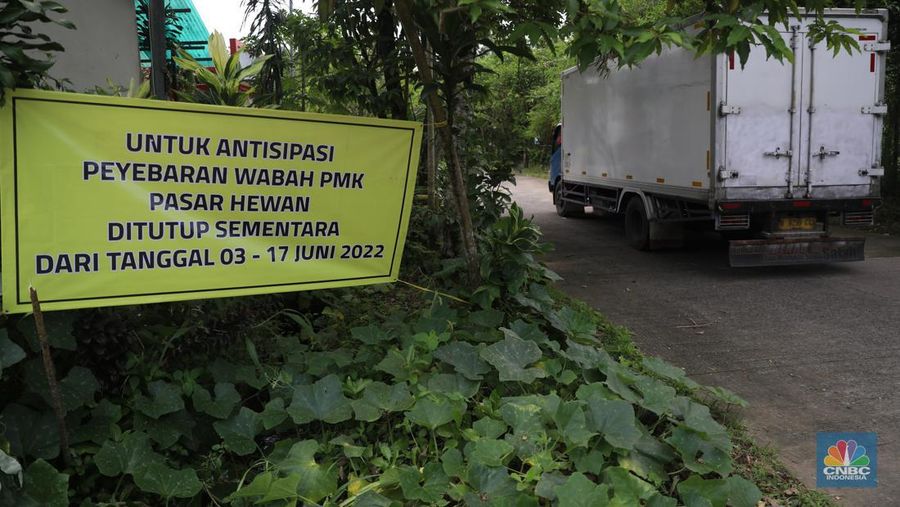 UNTUK ANTISIPASI
PEYEBARAN WABAH PMK
PASAR HEWAN
DITUTUP SEMENTARA
DARI TANGGAL 03 - 17 JUNI 2022
CNBC
INDONESIA